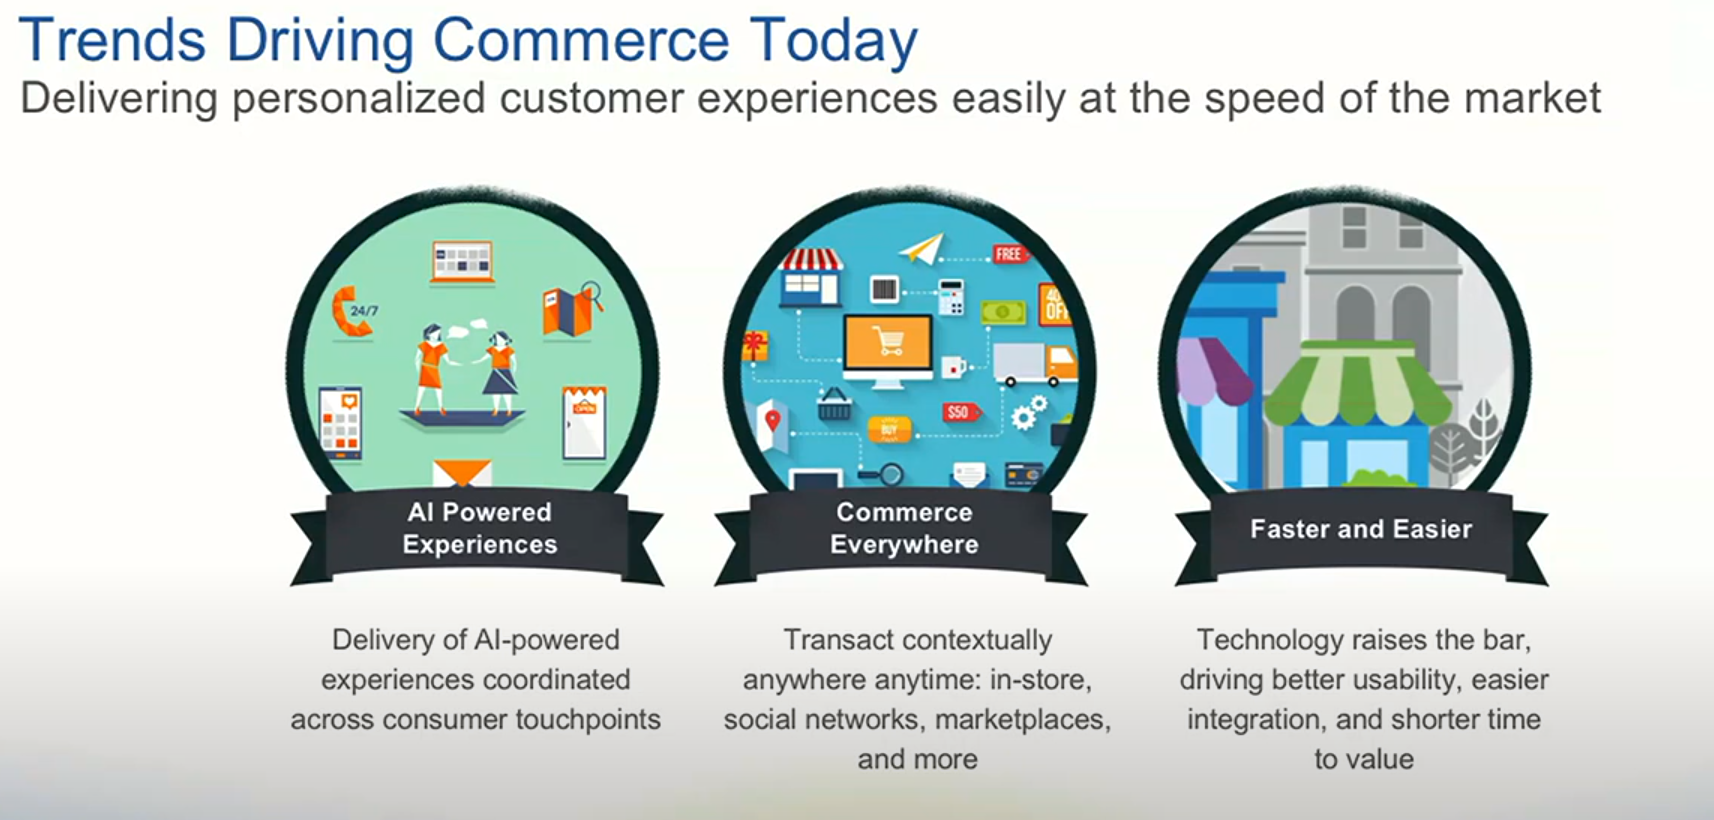 Trends Driving Commerce Today
Delivering personalized customer experiences easily at the speed of the market
24/7
OPEN
AI Powered
Experiences
Delivery of AI-powered
experiences coordinated
across consumer touchpoints
FREE
40
OFF
$50
BUY
Commerce
Everywhere
Transact contextually
anywhere anytime: in-store,
social networks, marketplaces,
and more
Faster and Easier
Technology raises the bar,
driving better usability, easier
integration, and shorter time
to value